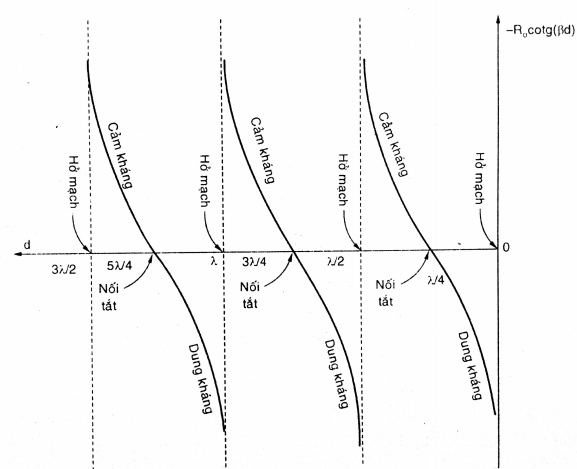 –R₀cotg(βd)
Cảm kháng
Cảm kháng
Cảm kháng
Hở mạch
Hở mạch
Hở mạch
Hở mạch
d
0
3λ/2
5λ/4
λ
3λ/4
λ/2
λ/4
Nối
tắt
Nối
tắt
Nối
tắt
Dung kháng
Dung kháng
Dung kháng